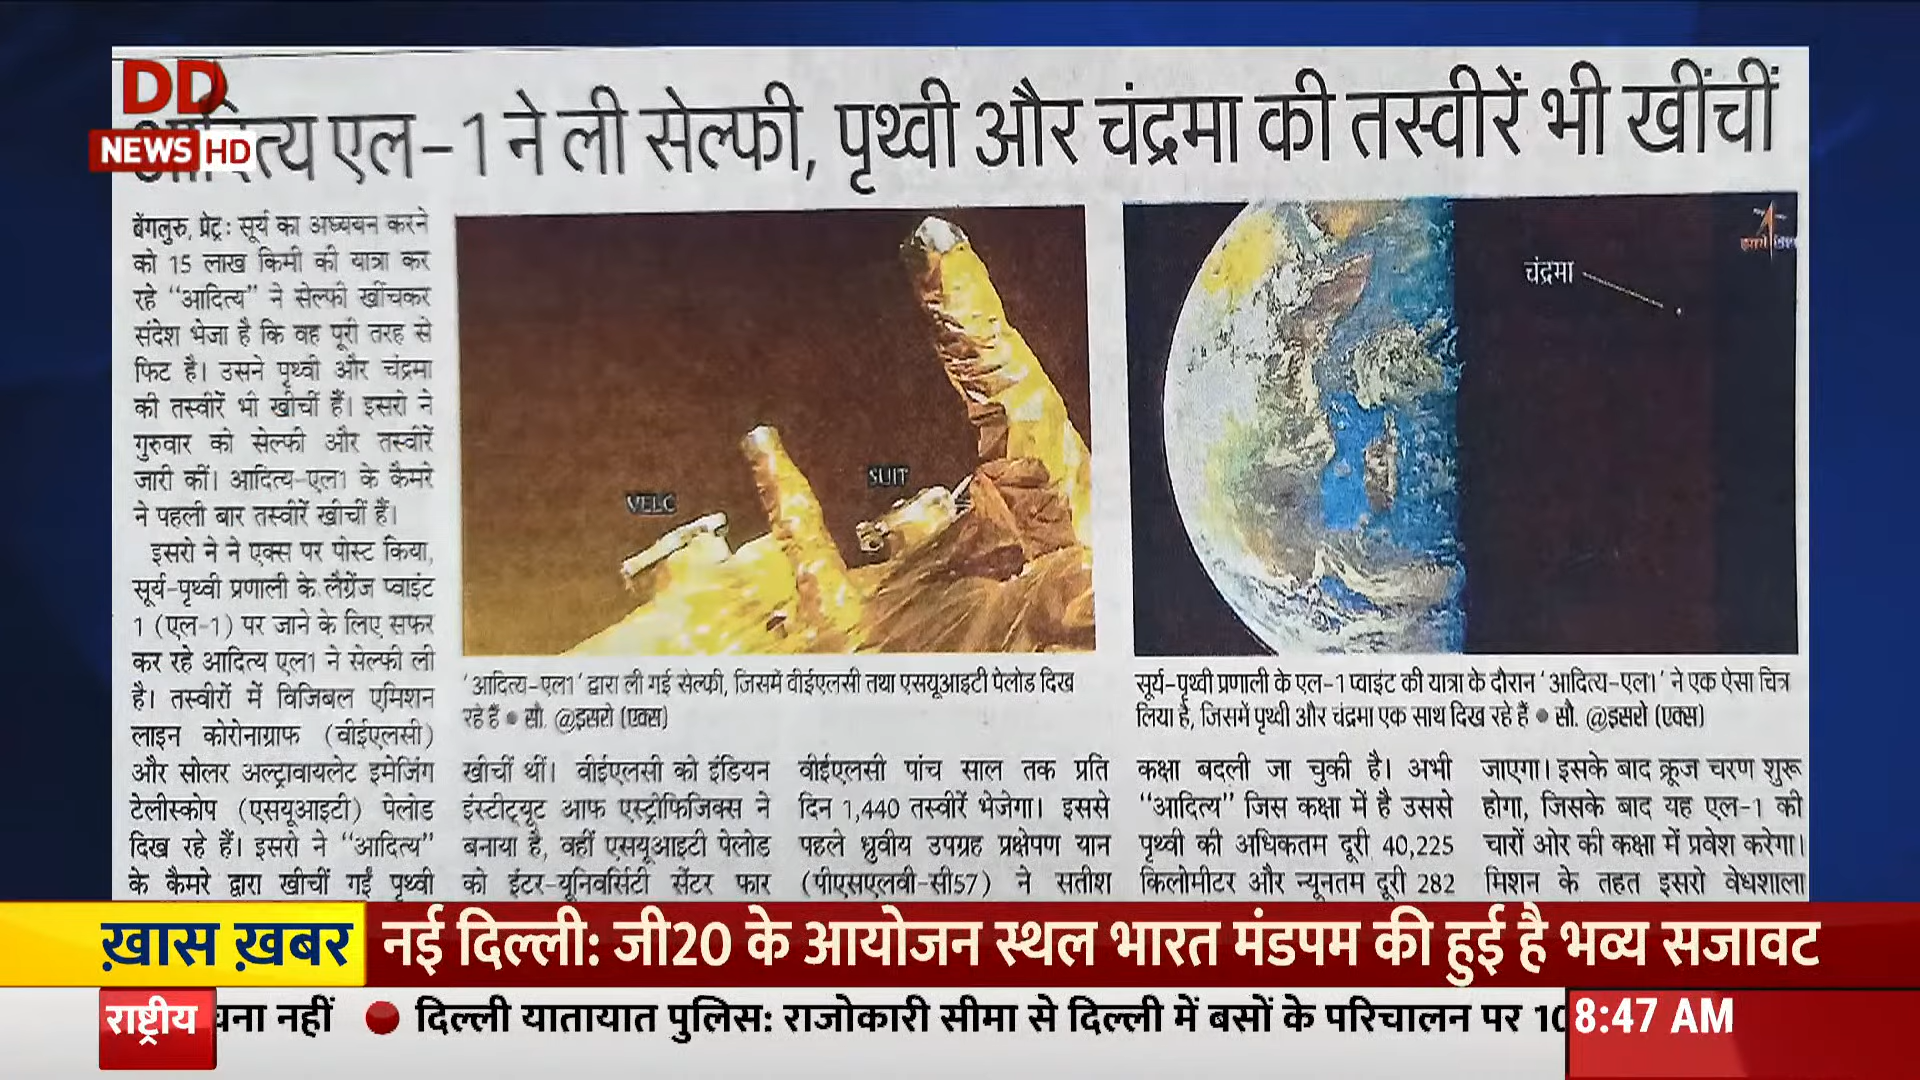 DD
NEWS HD
आदित्य एल-1 ने ली सेल्फी, पृथ्वी और चंद्रमा की तस्वीरें भी खींचीं
बेंगलुरु, प्रेट्र: सूर्य का अध्ययन करने
को 15 लाख किमी की यात्रा कर
रहे "आदित्य" ने सेल्फी खींचकर
संदेश भेजा है कि वह पूरी तरह से
फिट है। उसने पृथ्वी और चंद्रमा
की तस्वीरें भी खींचीं हैं। इसरो ने
गुरुवार को सेल्फी और तस्वीरें
जारी कीं। आदित्य-एल1 के कैमरे
ने पहली बार तस्वीरें खींचीं हैं।
इसरो ने ने एक्स पर पोस्ट किया,
सूर्य-पृथ्वी प्रणाली के लैग्रेंज प्वाइंट
1 (एल-1) पर जाने के लिए सफर
कर रहे आदित्य एल1 ने सेल्फी ली
है। तस्वीरों में विजिबल एमिशन
लाइन कोरोनाग्राफ (वीईएलसी)
और सोलर अल्ट्रावायलेट इमेजिंग
टेलीस्कोप (एसयूआइटी) पेलोड
दिख रहे हैं। इसरो ने "आदित्य"
के कैमरे द्वारा खींचीं गईं पृथ्वी
VELC
SUIT
'आदित्य-एल1' द्वारा ली गई सेल्फी, जिसमें वीईएलसी तथा एसयूआइटी पेलोड दिख
रहे हैं ● सौ. @इसरो (एक्स)
चंद्रमा
सूर्य-पृथ्वी प्रणाली के एल-1 प्वाइंट की यात्रा के दौरान 'आदित्य-एल1' ने एक ऐसा चित्र
लिया है, जिसमें पृथ्वी और चंद्रमा एक साथ दिख रहे हैं ● सौ. @इसरो (एक्स)
खींचीं थीं। वीईएलसी को इंडियन
इंस्टीट्यूट आफ एस्ट्रोफिजिक्स ने
बनाया है, वहीं एसयूआइटी पेलोड
को इंटर-यूनिवर्सिटी सेंटर फार
वीईएलसी पांच साल तक प्रति
दिन 1,440 तस्वीरें भेजेगा। इससे
पहले ध्रुवीय उपग्रह प्रक्षेपण यान
(पीएसएलवी-सी57) ने सतीश
कक्षा बदली जा चुकी है। अभी
"आदित्य" जिस कक्षा में है उससे
पृथ्वी की अधिकतम दूरी 40,225
किलोमीटर और न्यूनतम दूरी 282
जाएगा। इसके बाद क्रूज चरण शुरू
होगा, जिसके बाद यह एल-1 की
चारों ओर की कक्षा में प्रवेश करेगा।
मिशन के तहत इसरो वेधशाला
ख़ास ख़बर
नई दिल्ली: जी20 के आयोजन स्थल भारत मंडपम की हुई है भव्य सजावट
राष्ट्रीय
नहीं ● दिल्ली यातायात पुलिस: राजोकारी सीमा से दिल्ली में बसों के परिचालन पर
8:47 AM